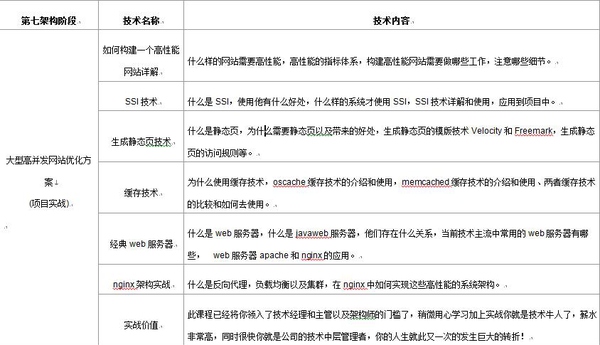 第七架构阶段
技术名称
技术内容
大型高并发网站优化方
案
(项目实战)
如何构建一个高性能
网站详解
什么样的网站需要高性能，高性能的指标体系，构建高性能网站需要做哪些工作，注意哪些细节。
SSI 技术
什么是 SSI，使用他有什么好处，什么样的系统才使用 SSI，SSI 技术详解和使用，应用到项目中。
生成静态页技术
什么是静态页，为什么需要静态页以及带来的好处，生成静态页的模版技术 Velocity 和 Freemark，生成静态
页的访问规则等。
缓存技术
为什么使用缓存技术，oscache 缓存技术的介绍和使用，memcached 缓存技术的介绍和使用、两者缓存
的比较和如何去使用。
经典 web 服务器
什么是 web 服务器，什么是 javaweb 服务器，他们存在什么关系，当前技术主流中常用的 web 服务器有哪
些， web 服务器 apache 和 nginx 的应用。
nginx 架构实战
什么是反向代理，负载均衡以及集群，在 nginx 中如何实现这些高性能的系统架构。
实战价值
此课程已经将你领入了技术经理和主管以及架构师的门槛了，稍微用心学习加上实战你就是技术牛人了，薪水
非常高，同时很快你就是公司的技术中层管理者，你的人生就此又一次的发生巨大的转折！